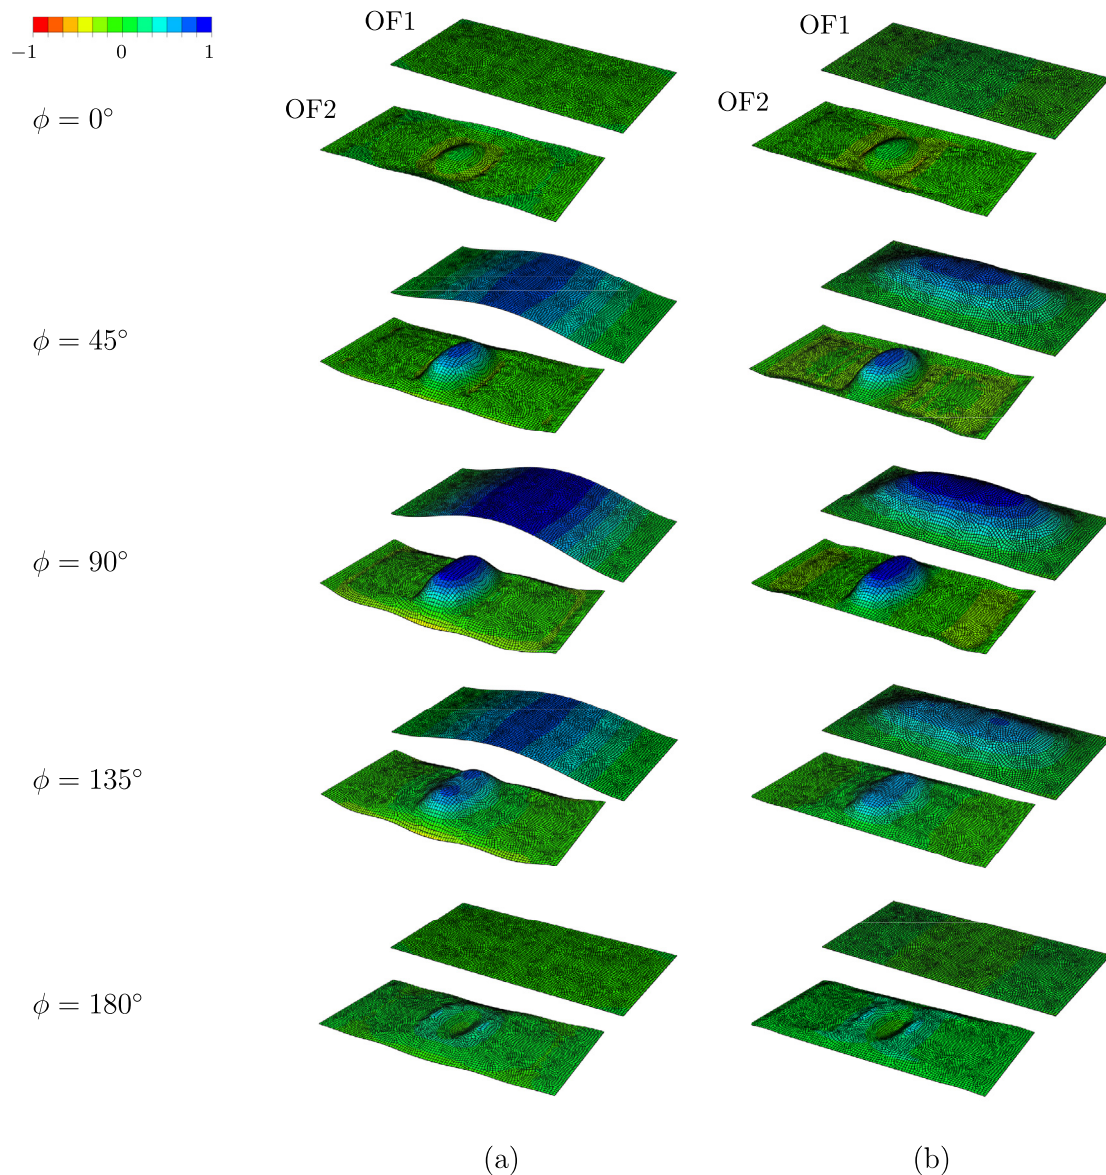 OF1
OF1
−1 0 1
OF2
OF2
ϕ = 0°
ϕ = 45°
ϕ = 90°
ϕ = 135°
ϕ = 180°
(a)
(b)